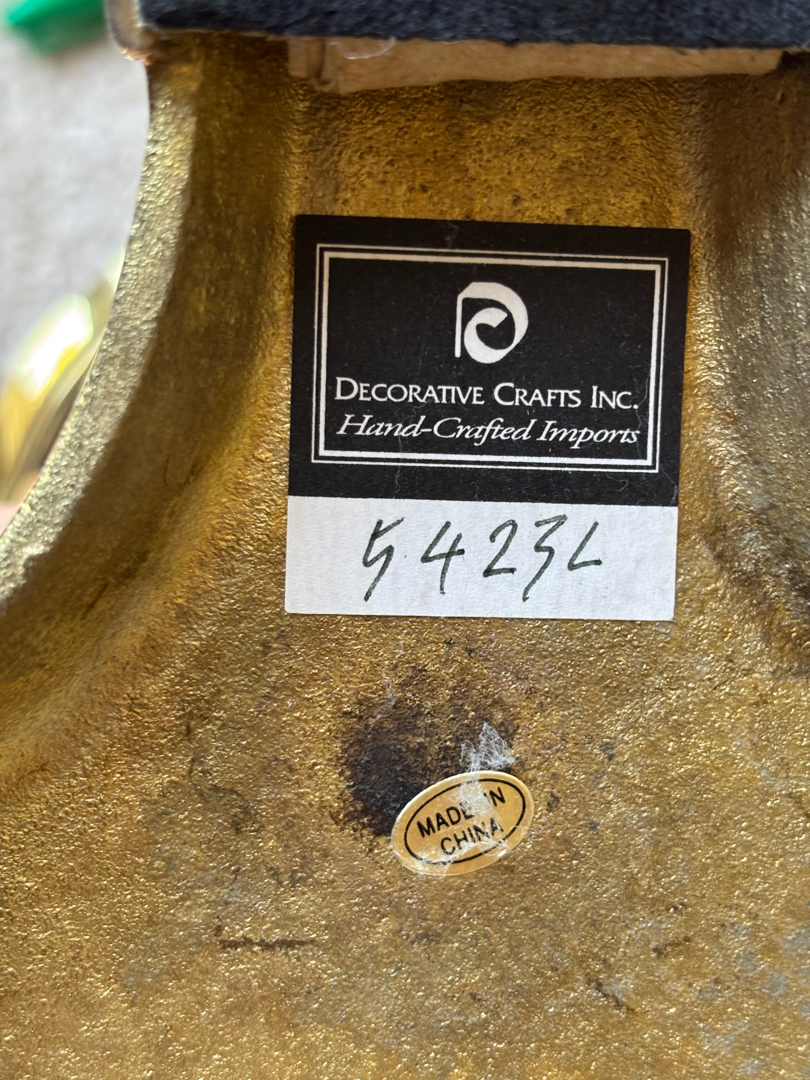 DECORATIVE CRAFTS INC.
Hand-Crafted Imports
5423L
MADE IN
CHINA